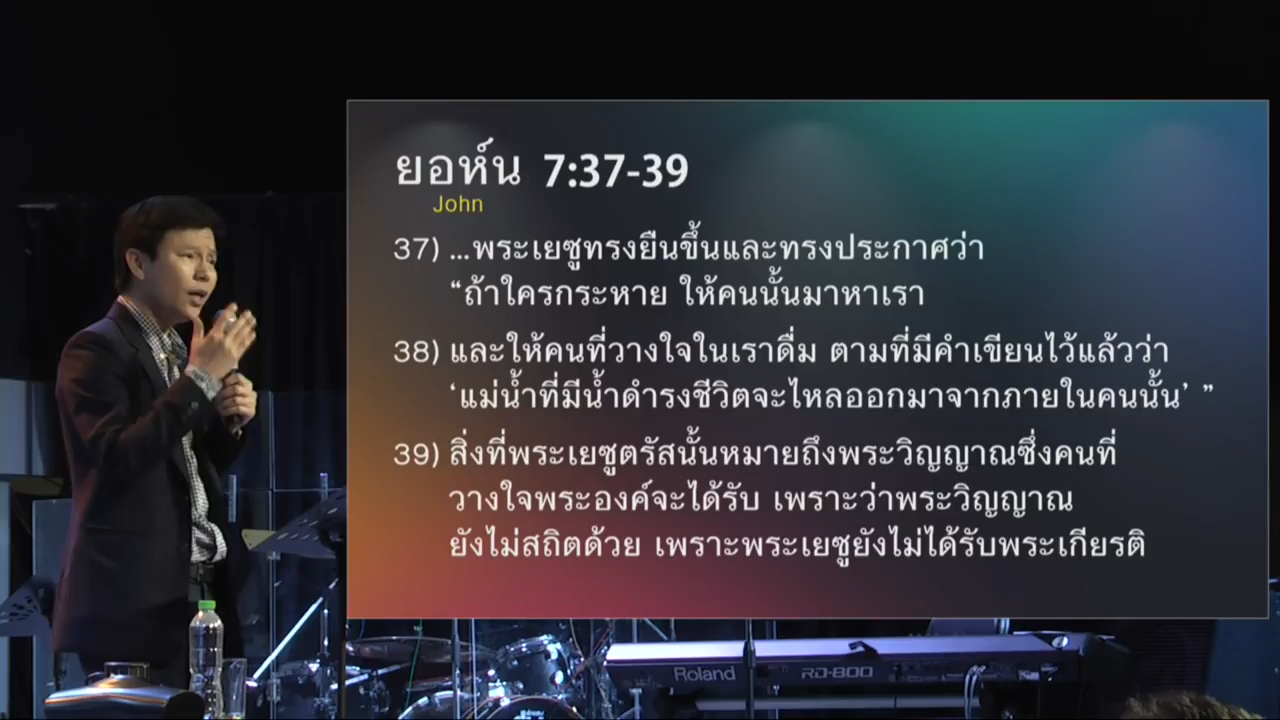 ยอห์น 7:37-39
John
37) ...พระเยซูทรงยืนขึ้นและทรงประกาศว่า
“ถ้าใครกระหาย ให้คนนั้นมาหาเรา
38) และให้คนที่วางใจในเราดื่ม ตามที่มีคำเขียนไว้แล้วว่า
‘แม่น้ำที่มีน้ำดำรงชีวิตจะไหลออกมาจากภายในคนนั้น’ ”
39) สิ่งที่พระเยซูตรัสนั้นหมายถึงพระวิญญาณซึ่งคนที่
วางใจพระองค์จะได้รับ เพราะว่าพระวิญญาณ
ยังไม่สถิตด้วย เพราะพระเยซูยังไม่ได้รับพระเกียรติ
Roland RD-800